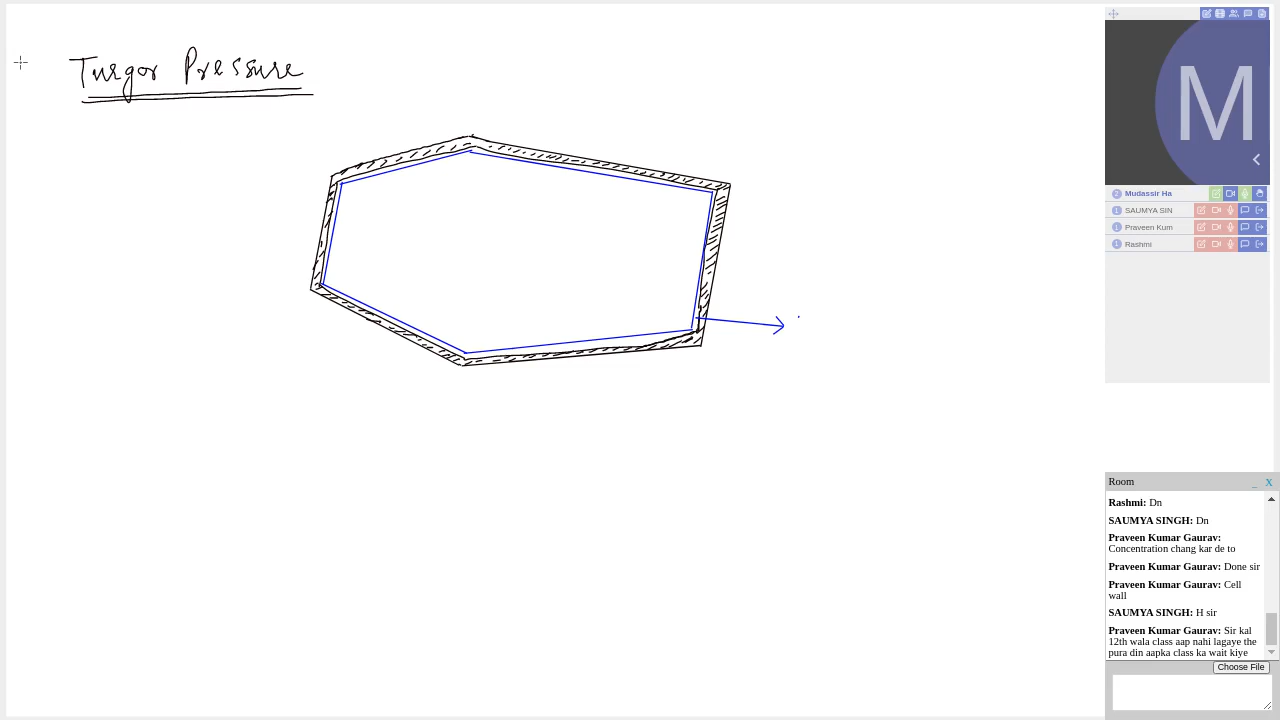 Turgor Pressure
M
Mudassir Ha
SAUMYA SIN
Praveen Kum
Rashmi
Room
_ X
Rashmi: Dn
SAUMYA SINGH: Dn
Praveen Kumar Gaurav:
Concentration chang kar de to
Praveen Kumar Gaurav: Done sir
Praveen Kumar Gaurav: Cell
wall
SAUMYA SINGH: H sir
Praveen Kumar Gaurav: Sir kal
12th wala class aap nahi lagaye the
pura din aapka class ka wait kiye
Choose File